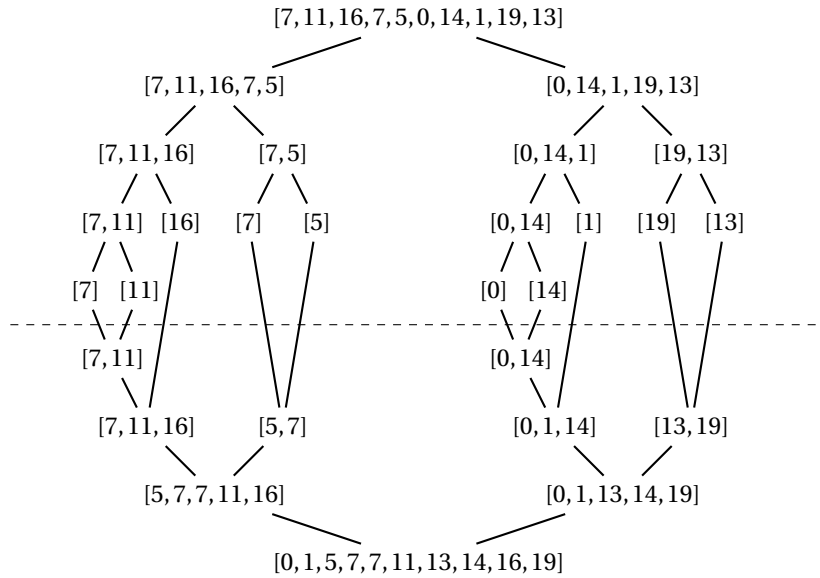 [7, 11, 16, 7, 5, 0, 14, 1, 19, 13]
[7, 11, 16, 7, 5] [0, 14, 1, 19, 13]
[7, 11, 16] [7, 5] [0, 14, 1] [19, 13]
[7, 11] [16] [7] [5] [0, 14] [1] [19] [13]
[7] [11] [0] [14]
[7, 11] [0, 14]
[7, 11, 16] [5, 7] [0, 1, 14] [13, 19]
[5, 7, 7, 11, 16] [0, 1, 13, 14, 19]
[0, 1, 5, 7, 7, 11, 13, 14, 16, 19]